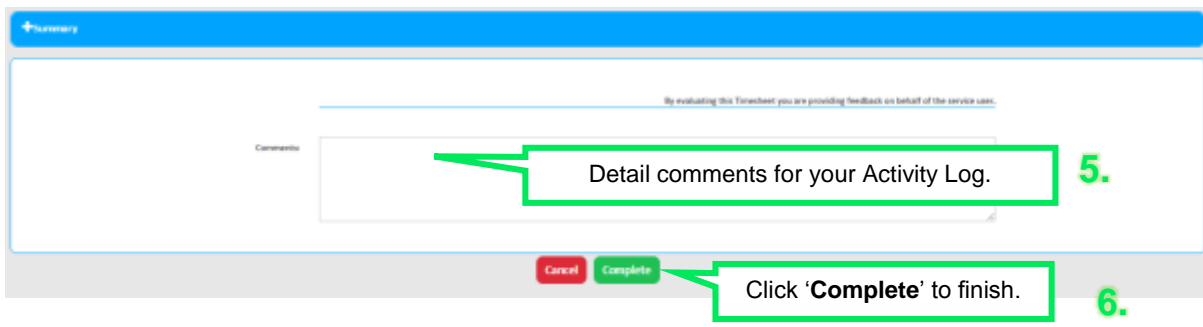 +Summary
By evaluating this Timesheet you are providing feedback on behalf of the service user.
Comments:
Detail comments for your Activity Log.
5.
Cancel Complete
Click ‘Complete’ to finish.
6.